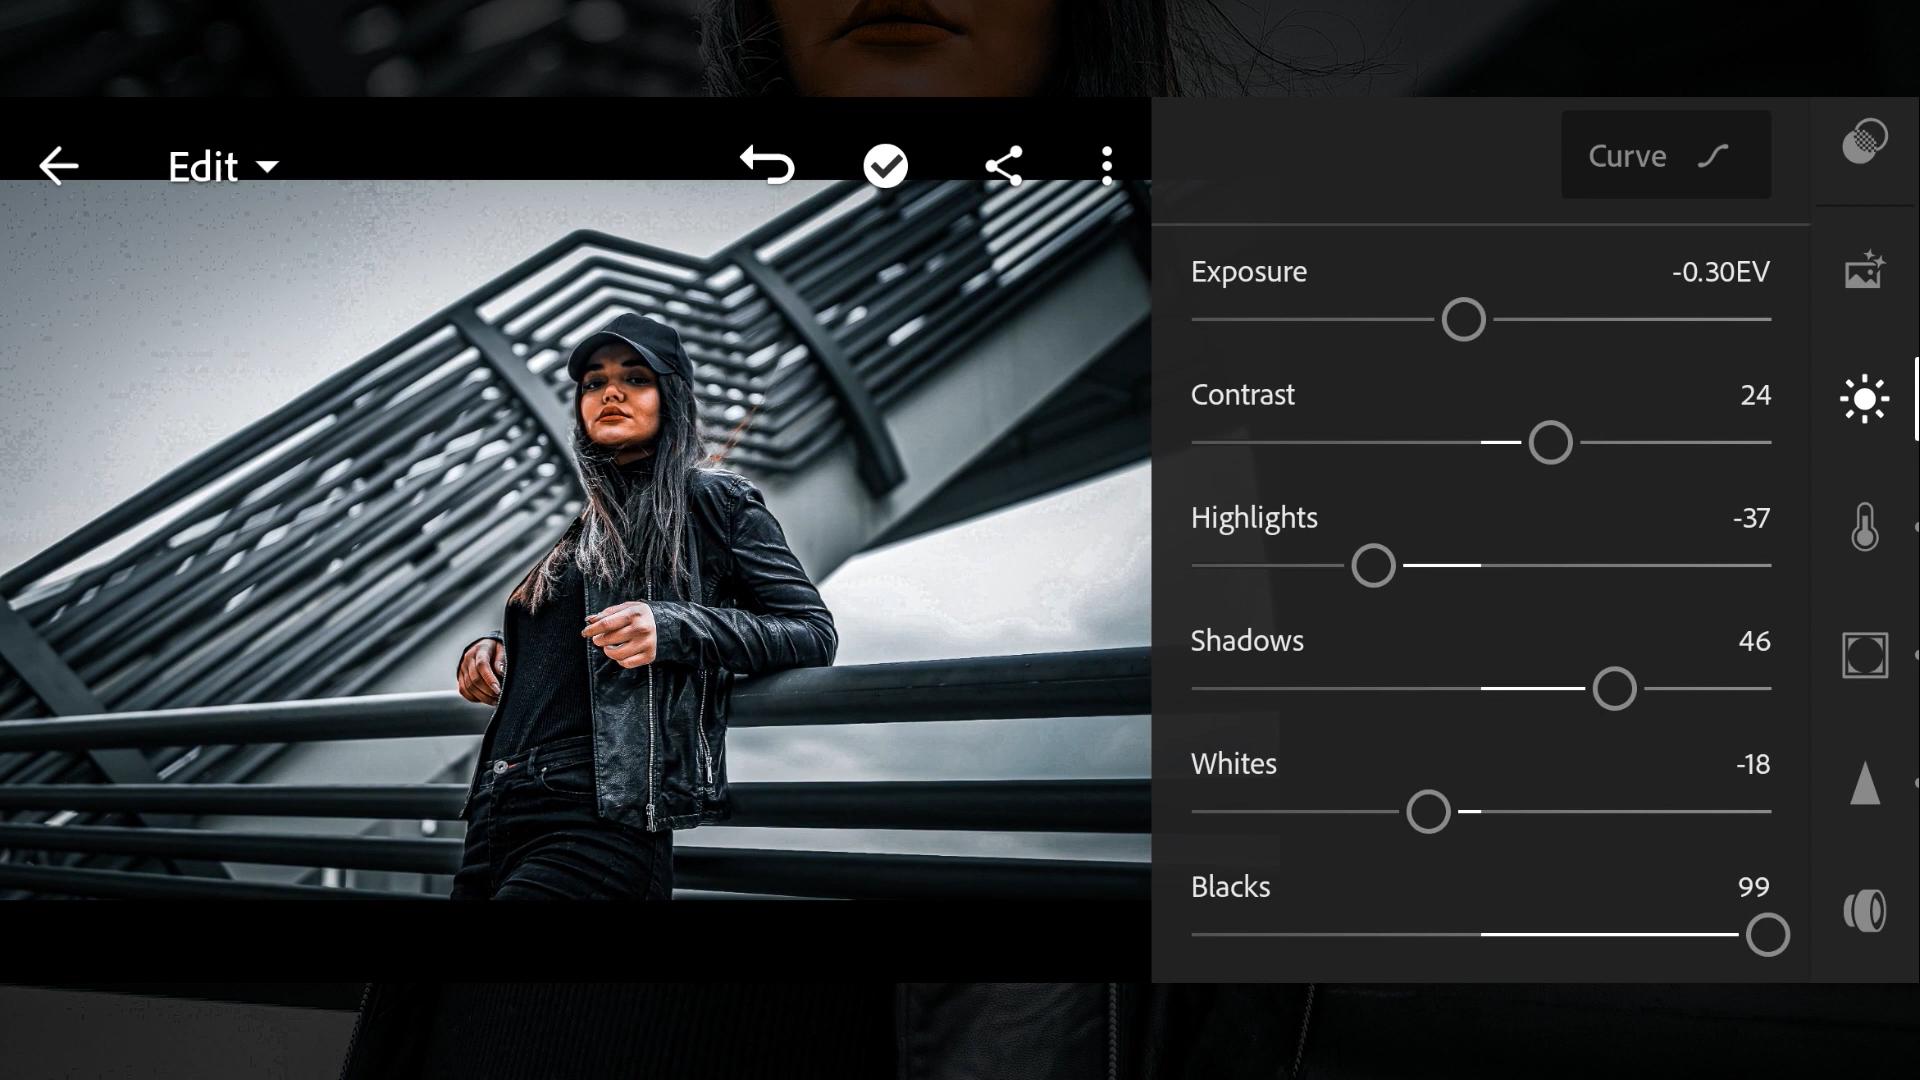 Edit
Curve
Exposure -0.30EV
Contrast 24
Highlights -37
Shadows 46
Whites -18
Blacks 99